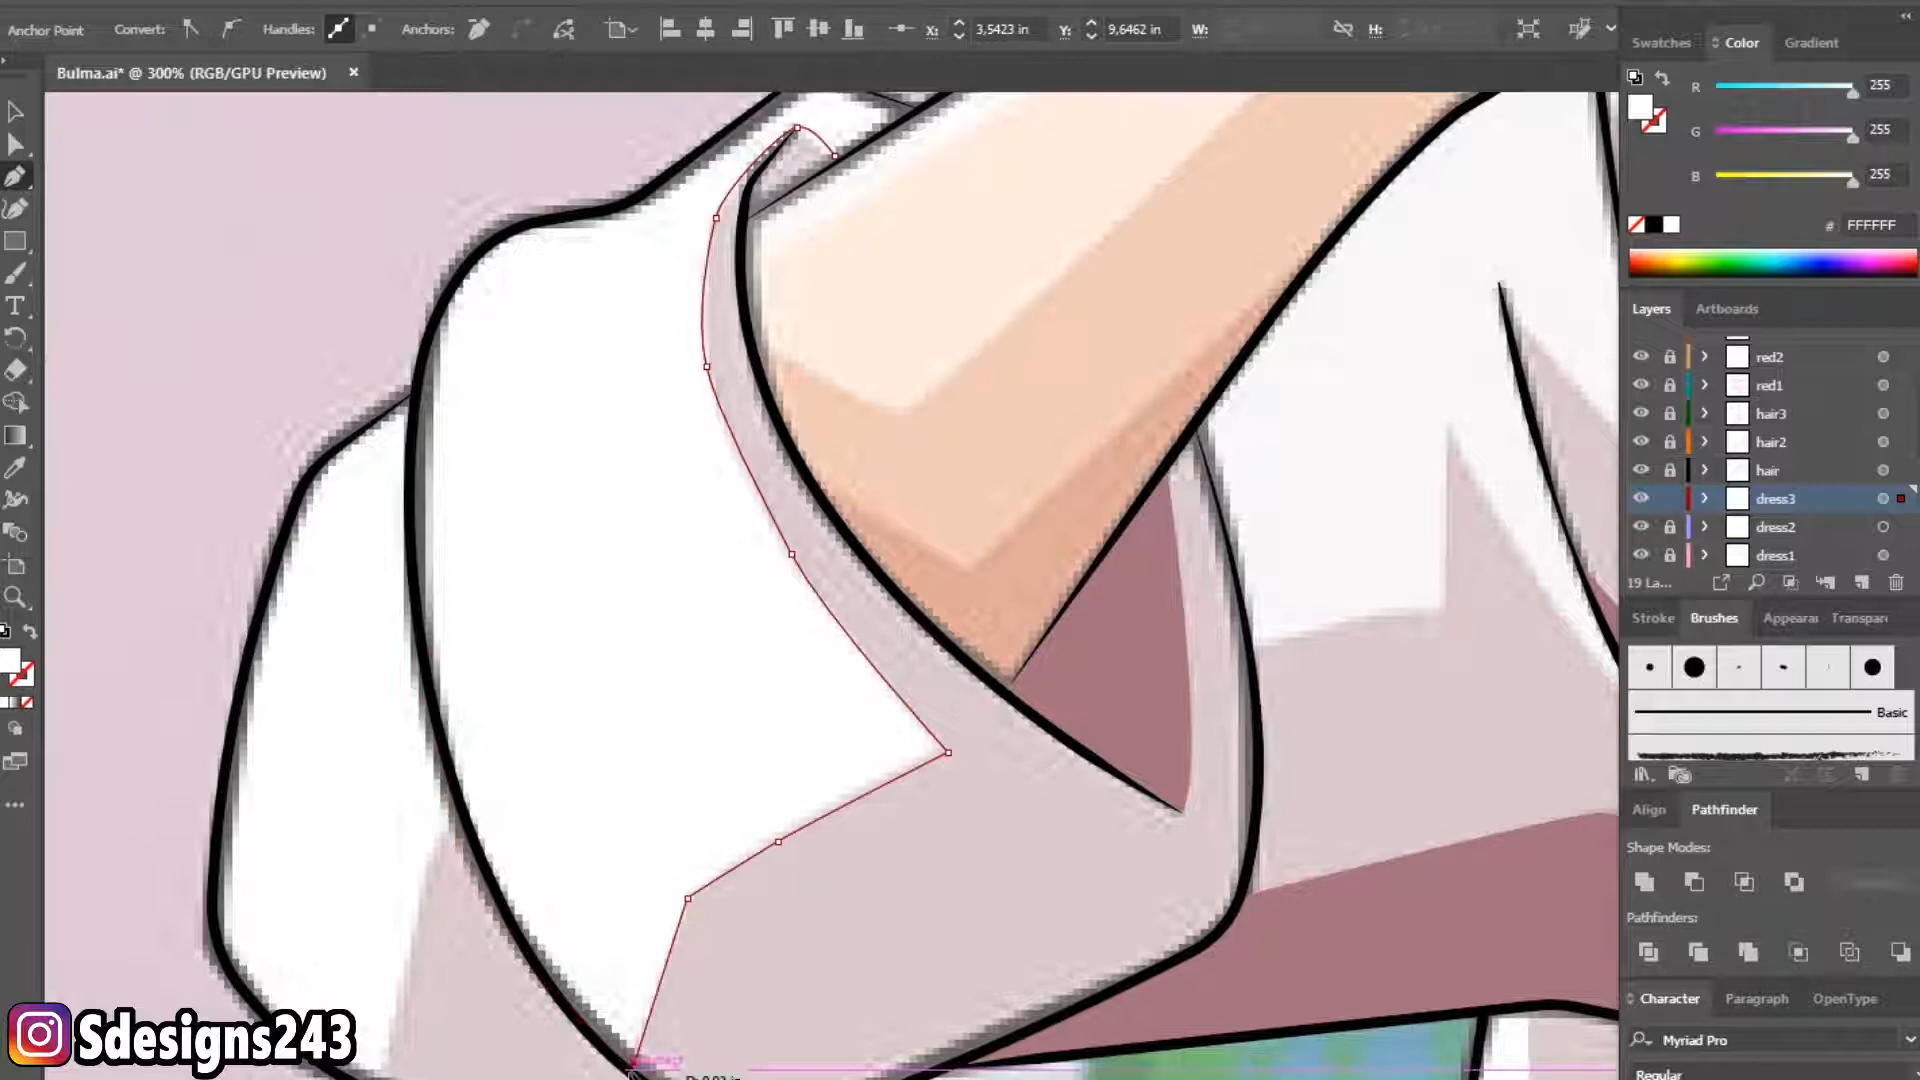 Anchor Point Convert: Handles: Anchors: X: 3,5423 in Y: 9,6462 in W: H:
Bulma.ai* @ 300% (RGB/GPU Preview) ×
Swatches Color Gradient
R 255
G 255
B 255
# FFFFFF
Layers Artboards
red2
red1
hair3
hair2
hair
dress3
dress2
dress1
19 La...
Stroke Brushes Appearai Transpare
Basic
Align Pathfinder
Shape Modes:
Pathfinders:
Character Paragraph OpenType
Myriad Pro
Regular
Sdesigns243